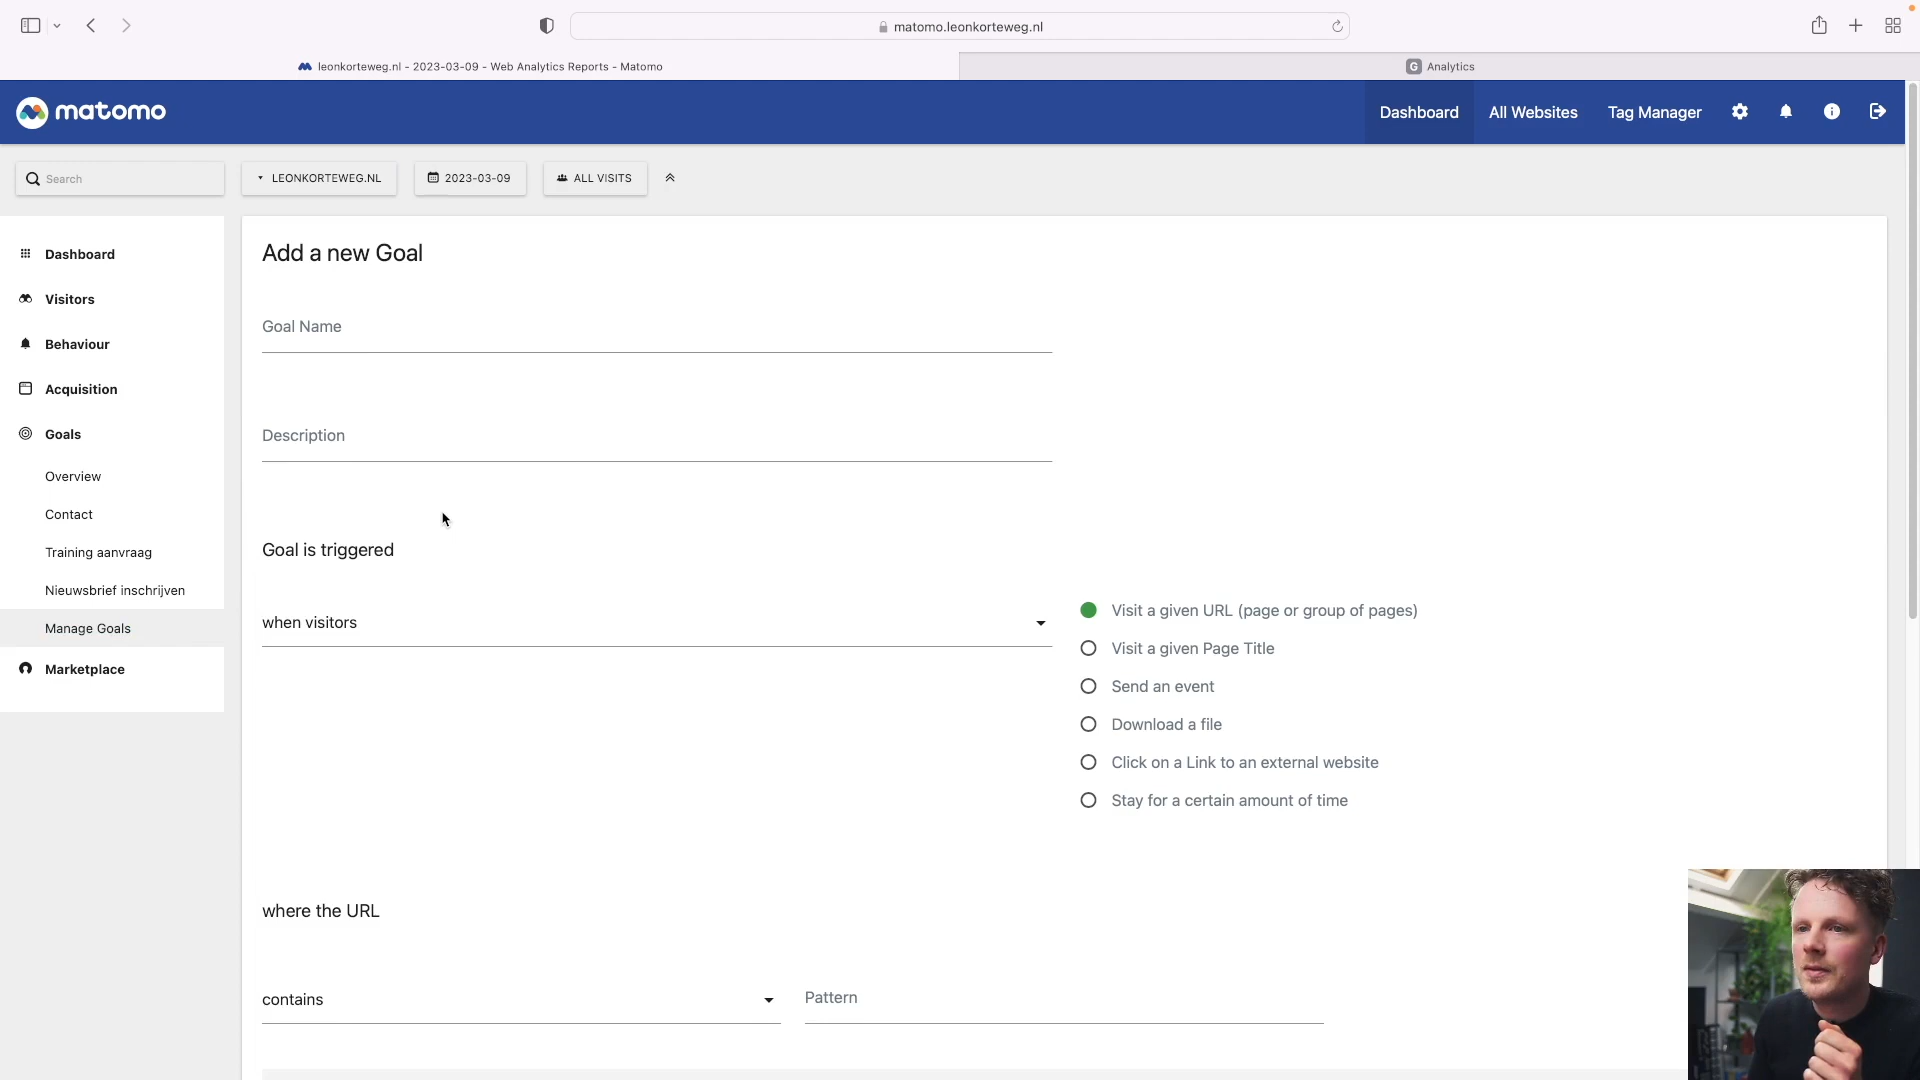 matomo.leonkorteweg.nl
leonkorteweg.nl - 2023-03-09 - Web Analytics Reports - Matomo
G Analytics
matomo
Dashboard All Websites Tag Manager
Search
LEONKORTEWEG.NL 2023-03-09 ALL VISITS
Dashboard
Visitors
Behaviour
Acquisition
Goals
Overview
Contact
Training aanvraag
Nieuwsbrief inschrijven
Manage Goals
Marketplace
Add a new Goal
Goal Name
Description
Goal is triggered
when visitors
Visit a given URL (page or group of pages)
Visit a given Page Title
Send an event
Download a file
Click on a Link to an external website
Stay for a certain amount of time
where the URL
contains Pattern